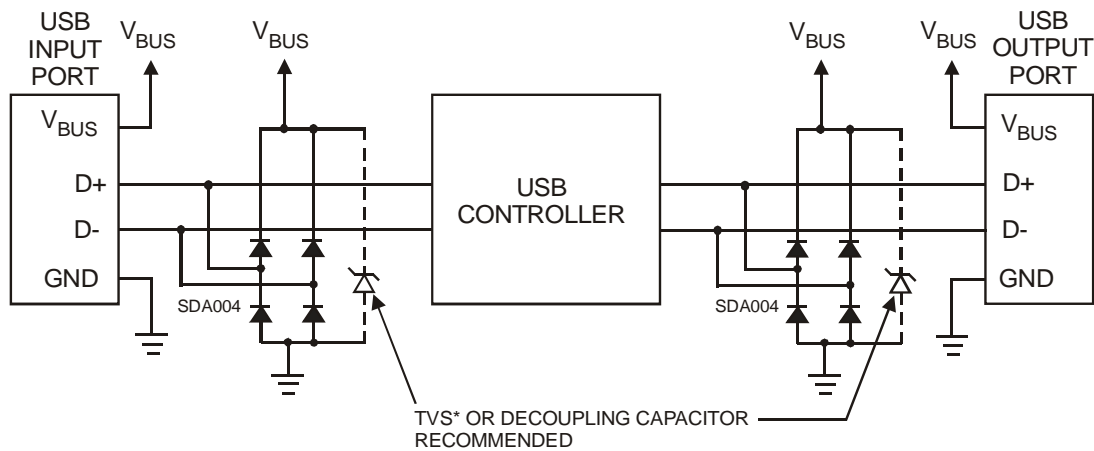 USB
INPUT
PORT
VBUS
VBUS
VBUS
VBUS
USB
OUTPUT
PORT
VBUS
D+
D-
GND
SDA004
USB
CONTROLLER
SDA004
VBUS
D+
D-
GND
TVS* OR DECOUPLING CAPACITOR
RECOMMENDED